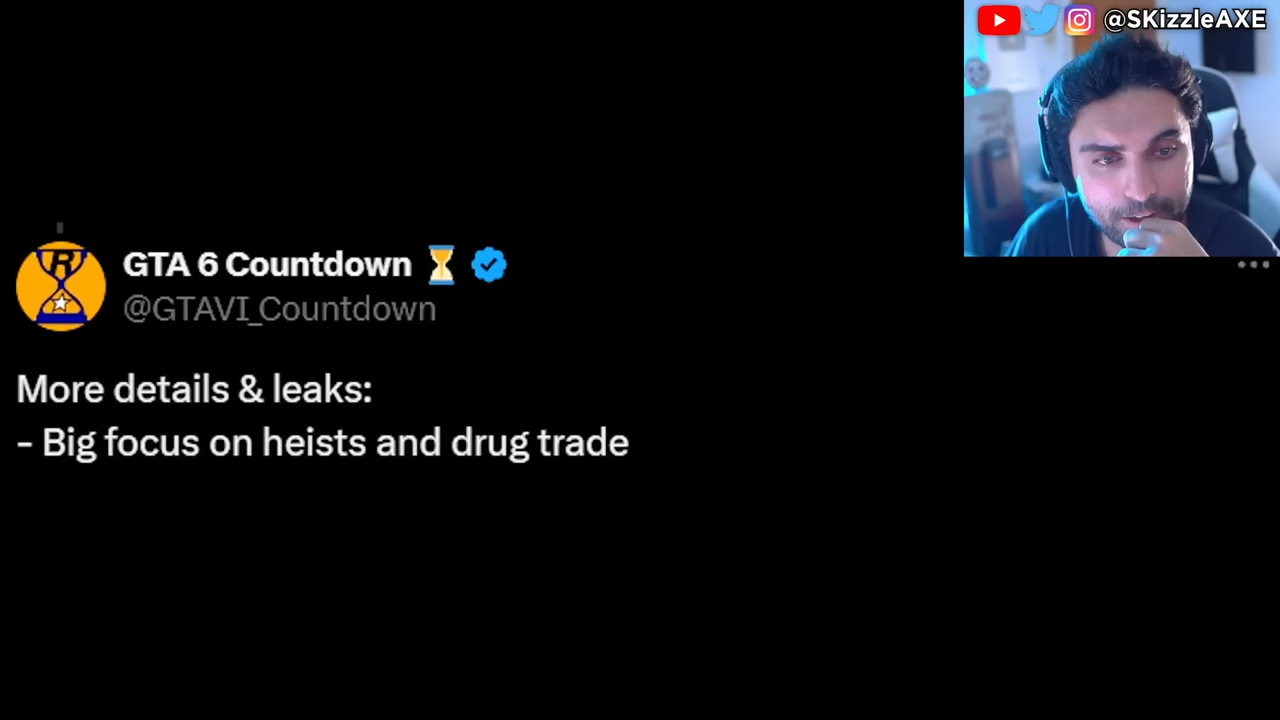 @SKizzleAXE
GTA 6 Countdown ⏳
@GTAVI_Countdown
More details & leaks:
- Big focus on heists and drug trade